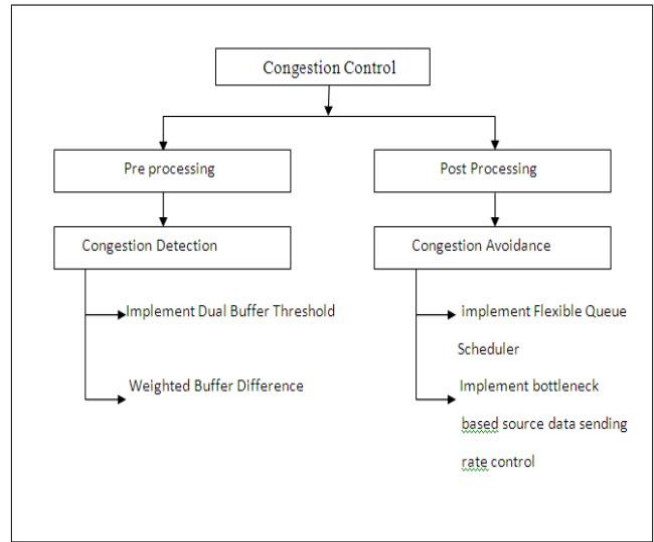 Congestion Control
Pre processing
Post Processing
Congestion Detection
Congestion Avoidance
Implement Dual Buffer Threshold
Weighted Buffer Difference
implement Flexible Queue
Scheduler
Implement bottleneck
based source data sending
rate control